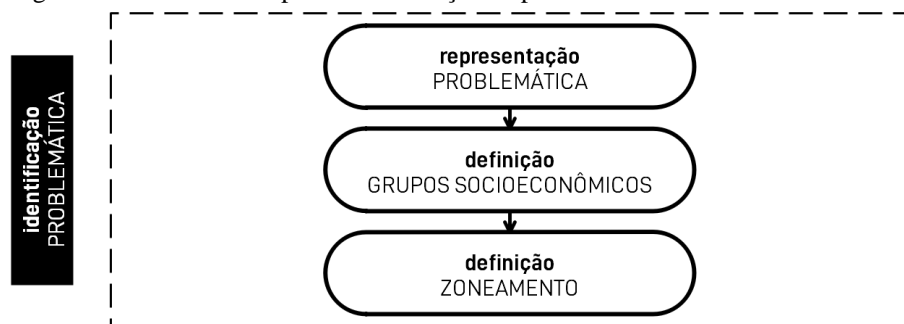 identificação
PROBLEMÁTICA
representação
PROBLEMÁTICA
definição
GRUPOS SOCIOECONÔMICOS
definição
ZONEAMENTO